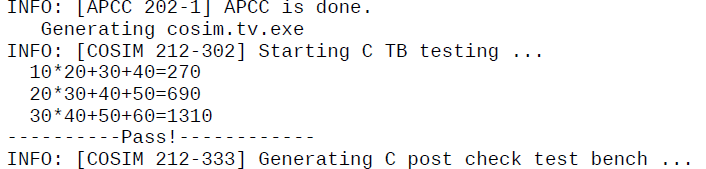 INFO: [APCC 202-1] APCC is done.
   Generating cosim.tv.exe
INFO: [COSIM 212-302] Starting C TB testing ...
  10*20+30+40=270
  20*30+40+50=690
  30*40+50+60=1310
----------Pass!------------
INFO: [COSIM 212-333] Generating C post check test bench ...